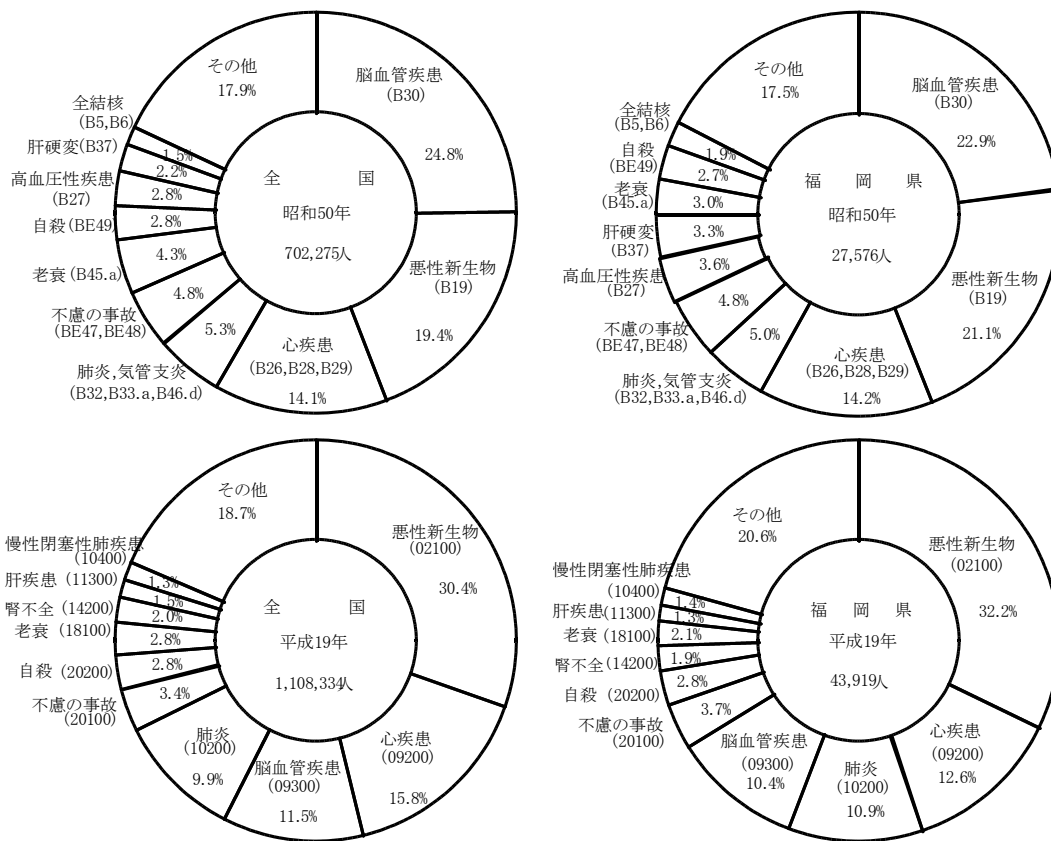 その他
17.9%
脳血管疾患
(B30)
24.8%
悪性新生物
(B19)
19.4%
心疾患
(B26,B28,B29)
14.1%
肺炎,気管支炎
(B32,B33.a,B46.d)
5.3%
不慮の事故
(BE47,BE48)
4.8%
老衰(B45.a)
4.3%
自殺(BE49)
2.8%
高血圧性疾患
(B27)
2.8%
肝硬変(B37)
2.2%
全結核
(B5,B6)
1.5%
全 国
昭和50年
702,275人
その他
17.5%
脳血管疾患
(B30)
22.9%
悪性新生物
(B19)
21.1%
心疾患
(B26,B28,B29)
14.2%
肺炎,気管支炎
(B32,B33.a,B46.d)
5.0%
不慮の事故
(BE47,BE48)
4.8%
高血圧性疾患
(B27)
3.6%
肝硬変
(B37)
3.3%
老衰
(B45.a)
3.0%
自殺
(BE49)
2.7%
全結核
(B5,B6)
1.9%
福 岡 県
昭和50年
27,576人
その他
18.7%
悪性新生物
(02100)
30.4%
心疾患
(09200)
15.8%
脳血管疾患
(09300)
11.5%
肺炎
(10200)
9.9%
不慮の事故
(20100)
3.4%
自殺(20200)
2.8%
老衰(18100)
2.8%
腎不全(14200)
2.0%
肝疾患(11300)
1.5%
慢性閉塞性肺疾患
(10400)
1.3%
全 国
平成19年
1,108,334人
その他
20.6%
悪性新生物
(02100)
32.2%
心疾患
(09200)
12.6%
肺炎
(10200)
10.9%
脳血管疾患
(09300)
10.4%
不慮の事故
(20100)
3.7%
自殺(20200)
2.8%
腎不全(14200)
1.9%
老衰(18100)
2.1%
肝疾患(11300)
1.3%
慢性閉塞性肺疾患
(10400)
1.4%
福 岡 県
平成19年
43,919人